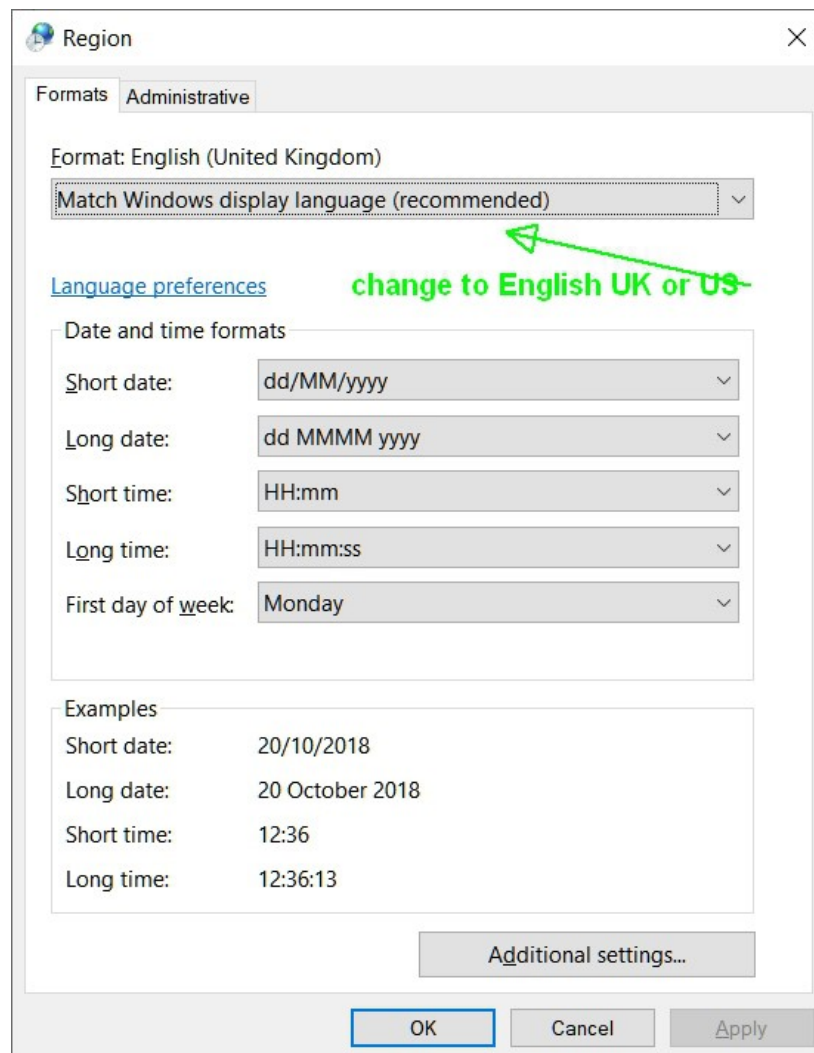 Region
Formats Administrative
Format: English (United Kingdom)
Match Windows display language (recommended)
Language preferences
change to English UK or US
Date and time formats
Short date: dd/MM/yyyy
Long date: dd MMMM yyyy
Short time: HH:mm
Long time: HH:mm:ss
First day of week: Monday
Examples
Short date: 20/10/2018
Long date: 20 October 2018
Short time: 12:36
Long time: 12:36:13
Additional settings...
OK Cancel Apply